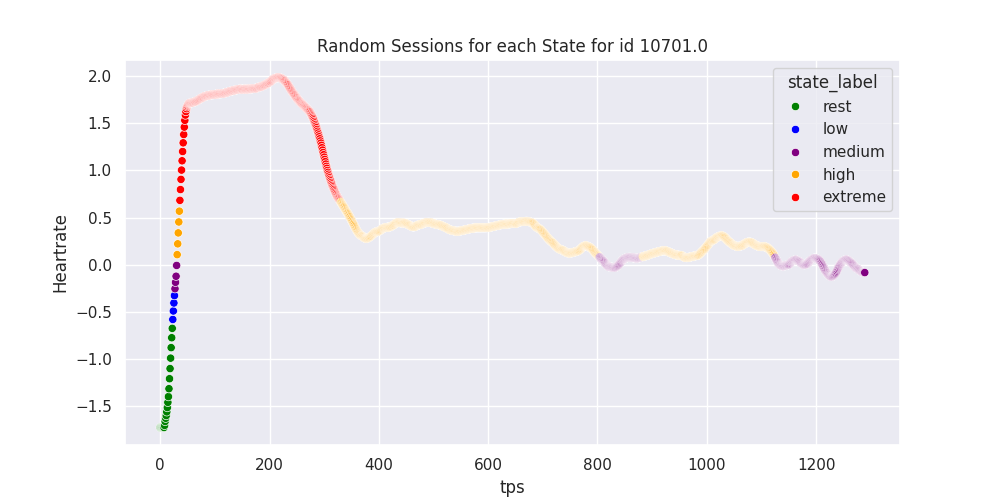 Random Sessions for each State for id 10701.0
Heartrate
2.0
1.5
1.0
0.5
0.0
−0.5
−1.0
−1.5
0
200
400
600
800
1000
1200
tps
state_label
rest
low
medium
high
extreme